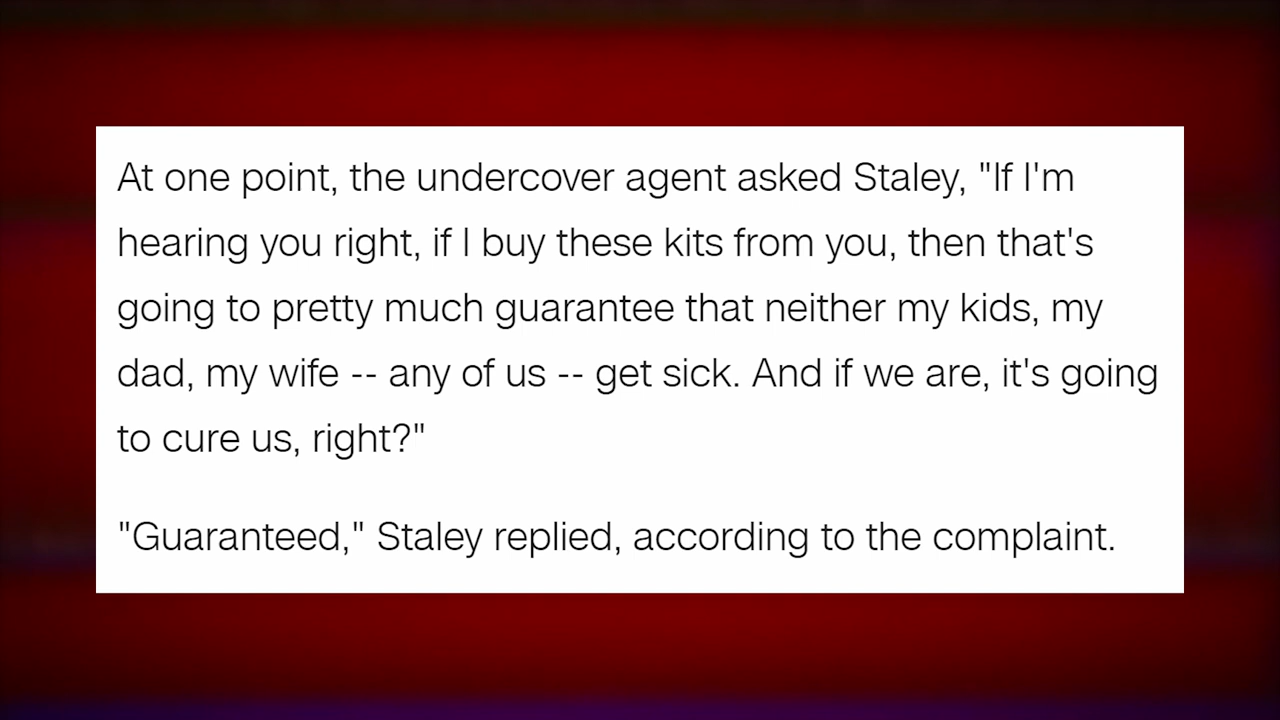 At one point, the undercover agent asked Staley, "If I'm
hearing you right, if I buy these kits from you, then that's
going to pretty much guarantee that neither my kids, my
dad, my wife -- any of us -- get sick. And if we are, it's going
to cure us, right?"
"Guaranteed," Staley replied, according to the complaint.